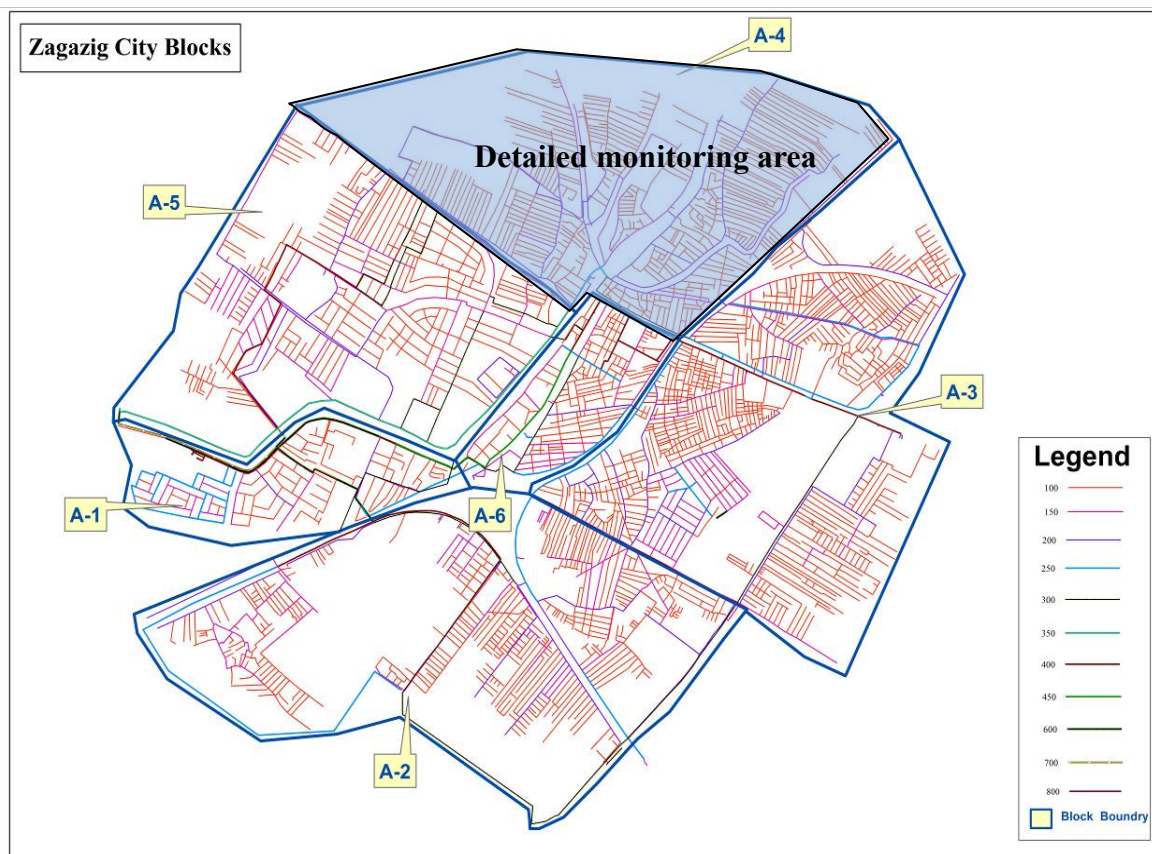 Zagazig City Blocks
A-4
Detailed monitoring area
A-5
A-3
A-1
A-6
A-2
Legend
100
150
200
250
300
350
400
450
600
700
800
Block Boundry